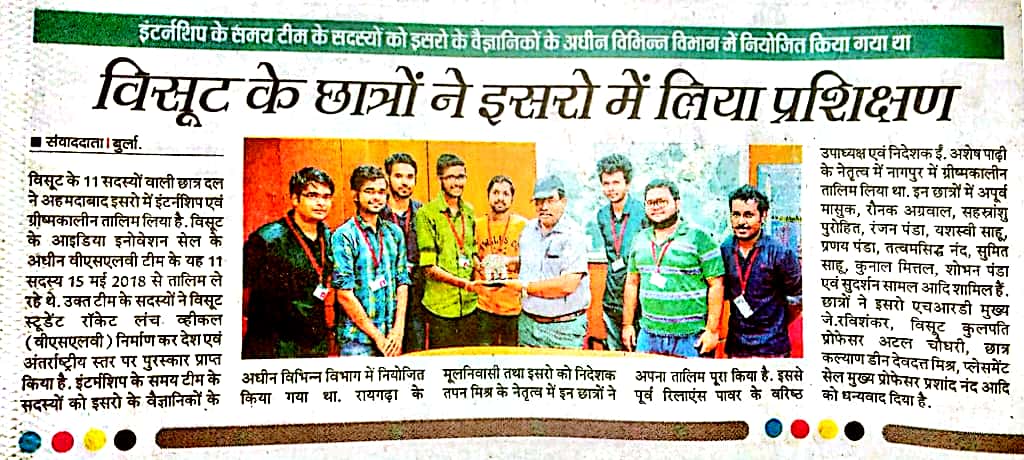 इंटर्नशिप के समय टीम के सदस्यों को इसरो के वैज्ञानिकों के अधीन विभिन्न विभाग में नियोजित किया गया था
विसूट के छात्रों ने इसरो में लिया प्रशिक्षण
■ संवाददाता। बुर्ला.
विसूट के 11 सदस्यों वाली छात्र दल
ने अहमदाबाद इसरो में इंटर्नशिप एवं
ग्रीष्मकालीन तालिम लिया है. विसूट
के आइडिया इनोवेशन सेल के
अधीन वीएसएलवी टीम के यह 11
सदस्य 15 मई 2018 से तालिम ले
रहे थे. उक्त टीम के सदस्यों ने विसूट
स्टूडेंट रॉकेट लंच व्हीकल
(वीएसएलवी) निर्माण कर देश एवं
अंतर्राष्ट्रीय स्तर पर पुरस्कार प्राप्त
किया है. इंटर्नशिप के समय टीम के
सदस्यों को इसरो के वैज्ञानिकों के
अधीन विभिन्न विभाग में नियोजित
किया गया था. रायगढ़ा के
मूलनिवासी तथा इसरो को निदेशक
तपन मिश्र के नेतृत्व में इन छात्रों ने
अपना तालिम पूरा किया है. इससे
पूर्व रिलाएंस पावर के वरिष्ठ
उपाध्यक्ष एवं निदेशक ई. अशेष पाढ़ी
के नेतृत्व में नागपुर में ग्रीष्मकालीन
तालिम लिया था. इन छात्रों में अपूर्व
मासुक, रौनक अग्रवाल, सहस्रांशु
पुरोहित, रंजन पंडा, यशस्वी साहू,
प्रणय पंडा, तत्वमसिद्ध नंद, सुमित
साहू, कुनाल मित्तल, शोभन पंडा
एवं सुदर्शन सामल आदि शामिल हैं.
छात्रों ने इसरो एचआरडी मुख्य
जे.रविशंकर, विसूट कुलपति
प्रोफेसर अटल चौधरी, छात्र
कल्याण डीन देवदत्त मिश्र, प्लेसमेंट
सेल मुख्य प्रोफेसर प्रशांद नंद आदि
को धन्यवाद दिया है.